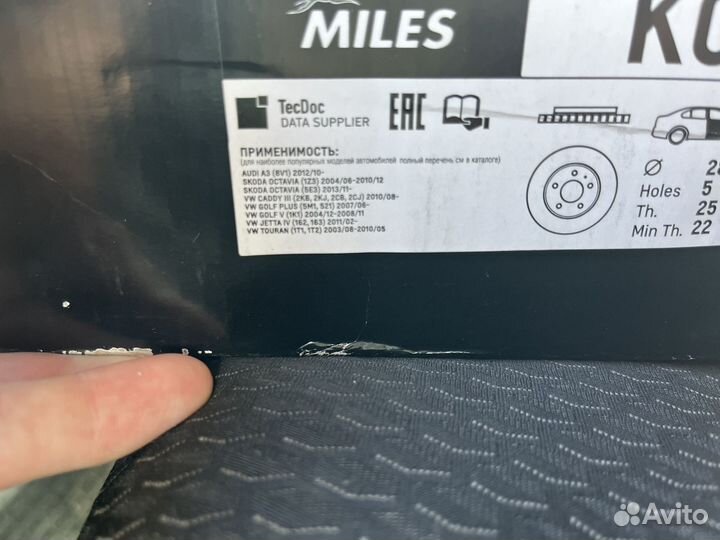 MILES
TecDoc
DATA SUPPLIER
EAC
ПРИМЕНИМОСТЬ:
(для наиболее популярных моделей автомобилей полный перечень см в каталоге)
AUDI A3 (8V1) 2012/10-
SKODA OCTAVIA (1Z3) 2004/06-2010/12
SKODA OCTAVIA (5E3) 2013/11-
VW CADDY III (2KB, 2KJ, 2CB, 2CJ) 2010/08-
VW GOLF PLUS (5M1, 521) 2007/06-
VW GOLF V (1K1) 2004/12-2008/11
VW JETTA IV (162, 163) 2011/02-
VW TOURAN (1T1, 1T2) 2003/08-2010/05
Holes 5
Th. 25
Min Th. 22
Avito